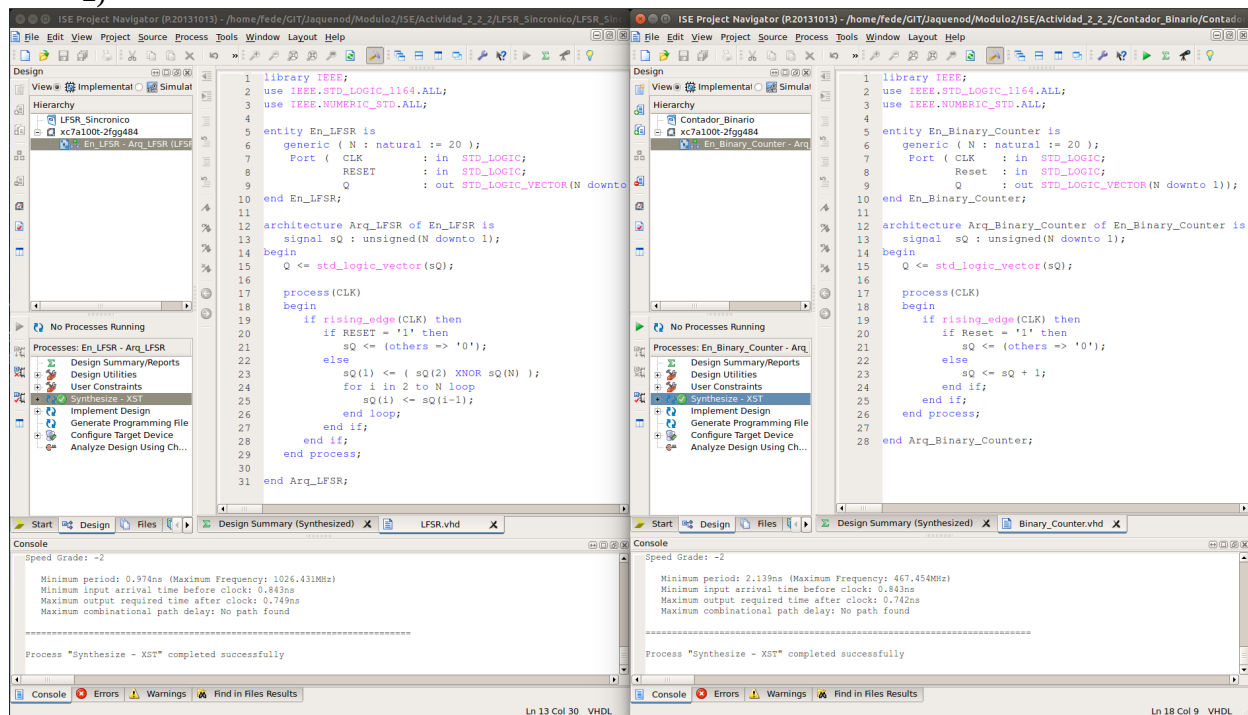 ISE Project Navigator (P.20131013) - /home/fede/GIT/Jaquenod/Modulo2/ISE/Actividad_2_2_2/LFSR_Sincronico/LFSR_Sinc
File Edit View Project Source Process Tools Window Layout Help
Design
View Implementat Simulat
Hierarchy
LFSR_Sincronico
xc7a100t-2fgg484
En_LFSR - Arq_LFSR (LFSR
No Processes Running
Processes: En_LFSR - Arq_LFSR
Design Summary/Reports
Design Utilities
User Constraints
Synthesize - XST
Implement Design
Generate Programming File
Configure Target Device
Analyze Design Using Ch...
Start Design Files
1 library IEEE;
2 use IEEE.STD_LOGIC_1164.ALL;
3 use IEEE.NUMERIC_STD.ALL;
4
5 entity En_LFSR is
6 generic ( N : natural := 20 );
7 Port ( CLK : in STD_LOGIC;
8 RESET : in STD_LOGIC;
9 Q : out STD_LOGIC_VECTOR(N downto
10 end En_LFSR;
11
12 architecture Arq_LFSR of En_LFSR is
13 signal sQ : unsigned(N downto 1);
14 begin
15 Q <= std_logic_vector(sQ);
16
17 process(CLK)
18 begin
19 if rising_edge(CLK) then
20 if RESET = '1' then
21 sQ <= (others => '0');
22 else
23 sQ(1) <= ( sQ(2) XNOR sQ(N) );
24 for i in 2 to N loop
25 sQ(i) <= sQ(i-1);
26 end loop;
27 end if;
28 end if;
29 end process;
30
31 end Arq_LFSR;
Design Summary (Synthesized) LFSR.vhd
Console
Speed Grade: -2
Minimum period: 0.974ns (Maximum Frequency: 1026.431MHz)
Minimum input arrival time before clock: 0.843ns
Maximum output required time after clock: 0.749ns
Maximum combinational path delay: No path found
=========================================================================
Process "Synthesize - XST" completed successfully
Console Errors Warnings Find in Files Results
Ln 13 Col 30 VHDL
ISE Project Navigator (P.20131013) - /home/fede/GIT/Jaquenod/Modulo2/ISE/Actividad_2_2_2/Contador_Binario/Contado
File Edit View Project Source Process Tools Window Layout Help
Design
View Implementat Simulat
Hierarchy
Contador_Binario
xc7a100t-2fgg484
En_Binary_Counter - Arq
No Processes Running
Processes: En_Binary_Counter - Arq_
Design Summary/Reports
Design Utilities
User Constraints
Synthesize - XST
Implement Design
Generate Programming File
Configure Target Device
Analyze Design Using Ch...
Start Design Files
1 library IEEE;
2 use IEEE.STD_LOGIC_1164.ALL;
3 use IEEE.NUMERIC_STD.ALL;
4
5 entity En_Binary_Counter is
6 generic ( N : natural := 20 );
7 Port ( CLK : in STD_LOGIC;
8 Reset : in STD_LOGIC;
9 Q : out STD_LOGIC_VECTOR(N downto 1));
10 end En_Binary_Counter;
11
12 architecture Arq_Binary_Counter of En_Binary_Counter is
13 signal sQ : unsigned(N downto 1);
14 begin
15 Q <= std_logic_vector(sQ);
16
17 process(CLK)
18 begin
19 if rising_edge(CLK) then
20 if Reset = '1' then
21 sQ <= (others => '0');
22 else
23 sQ <= sQ + 1;
24 end if;
25 end if;
26 end process;
27
28 end Arq_Binary_Counter;
Design Summary (Synthesized) Binary_Counter.vhd
Console
Speed Grade: -2
Minimum period: 2.139ns (Maximum Frequency: 467.454MHz)
Minimum input arrival time before clock: 0.843ns
Maximum output required time after clock: 0.742ns
Maximum combinational path delay: No path found
=========================================================================
Process "Synthesize - XST" completed successfully
Console Errors Warnings Find in Files Results
Ln 18 Col 9 VHDL